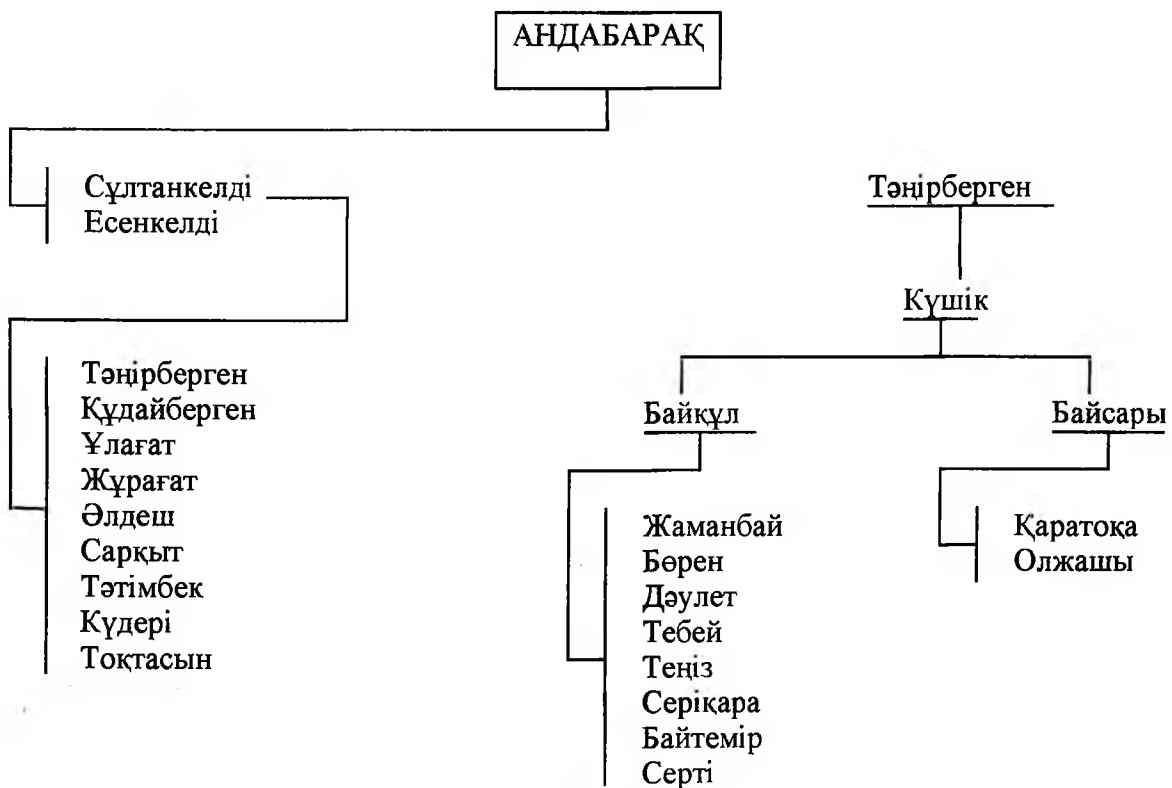 АНДАБАРАҚ
Сұлтанкелді
Есенкелді
Тәңірберген
Құдайберген
Ұлағат
Жұрағат
Әлдеш
Сарқыт
Тәтімбек
Күдері
Тоқтасын
Тәңірберген
Күшік
Байқұл
Байсары
Жаманбай
Бөрен
Дәулет
Тебей
Теңіз
Серіқара
Байтемір
Серті
Қаратоқа
Олжашы